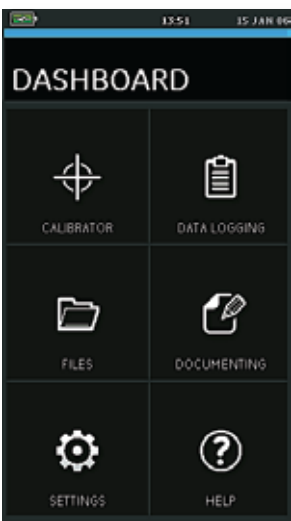 13:51 15 JAN 06
DASHBOARD
CALIBRATOR DATA LOGGING
FILES DOCUMENTING
SETTINGS HELP